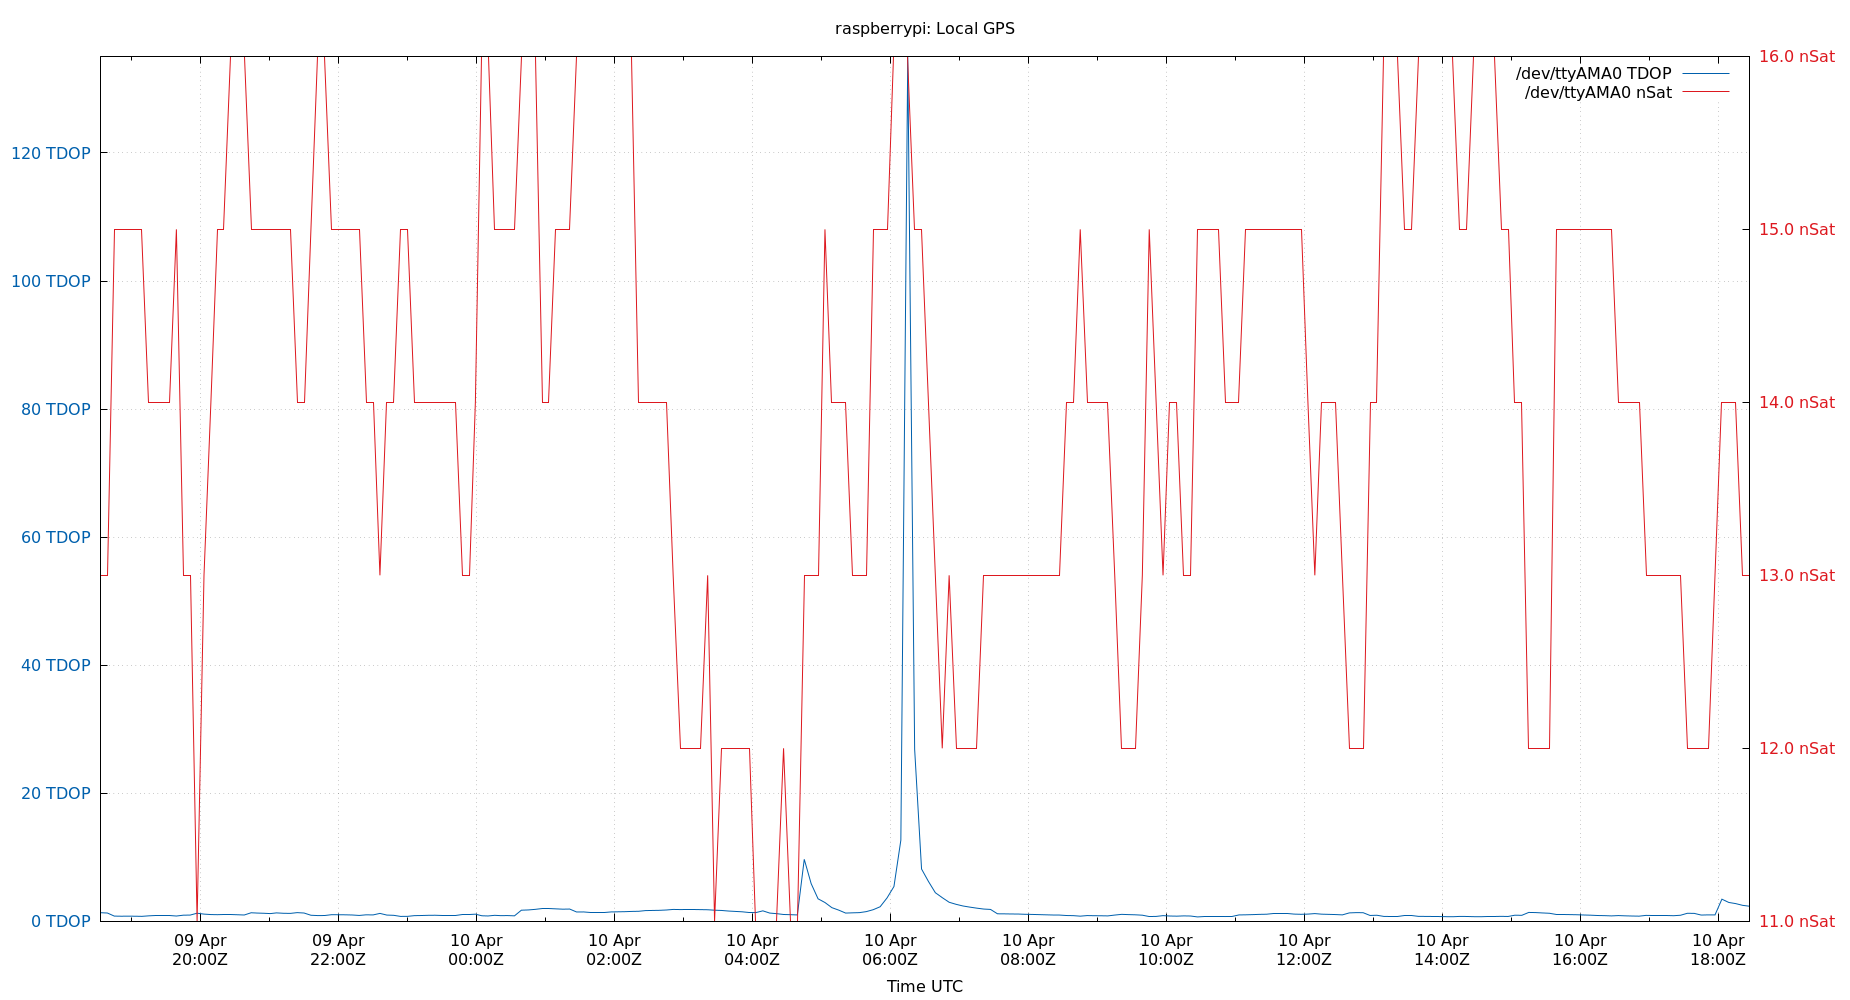 raspberrypi: Local GPS
/dev/ttyAMA0 TDOP
/dev/ttyAMA0 nSat
120 TDOP
100 TDOP
80 TDOP
60 TDOP
40 TDOP
20 TDOP
0 TDOP
16.0 nSat
15.0 nSat
14.0 nSat
13.0 nSat
12.0 nSat
11.0 nSat
09 Apr
20:00Z
09 Apr
22:00Z
10 Apr
00:00Z
10 Apr
02:00Z
10 Apr
04:00Z
10 Apr
06:00Z
10 Apr
08:00Z
10 Apr
10:00Z
10 Apr
12:00Z
10 Apr
14:00Z
10 Apr
16:00Z
10 Apr
18:00Z
Time UTC